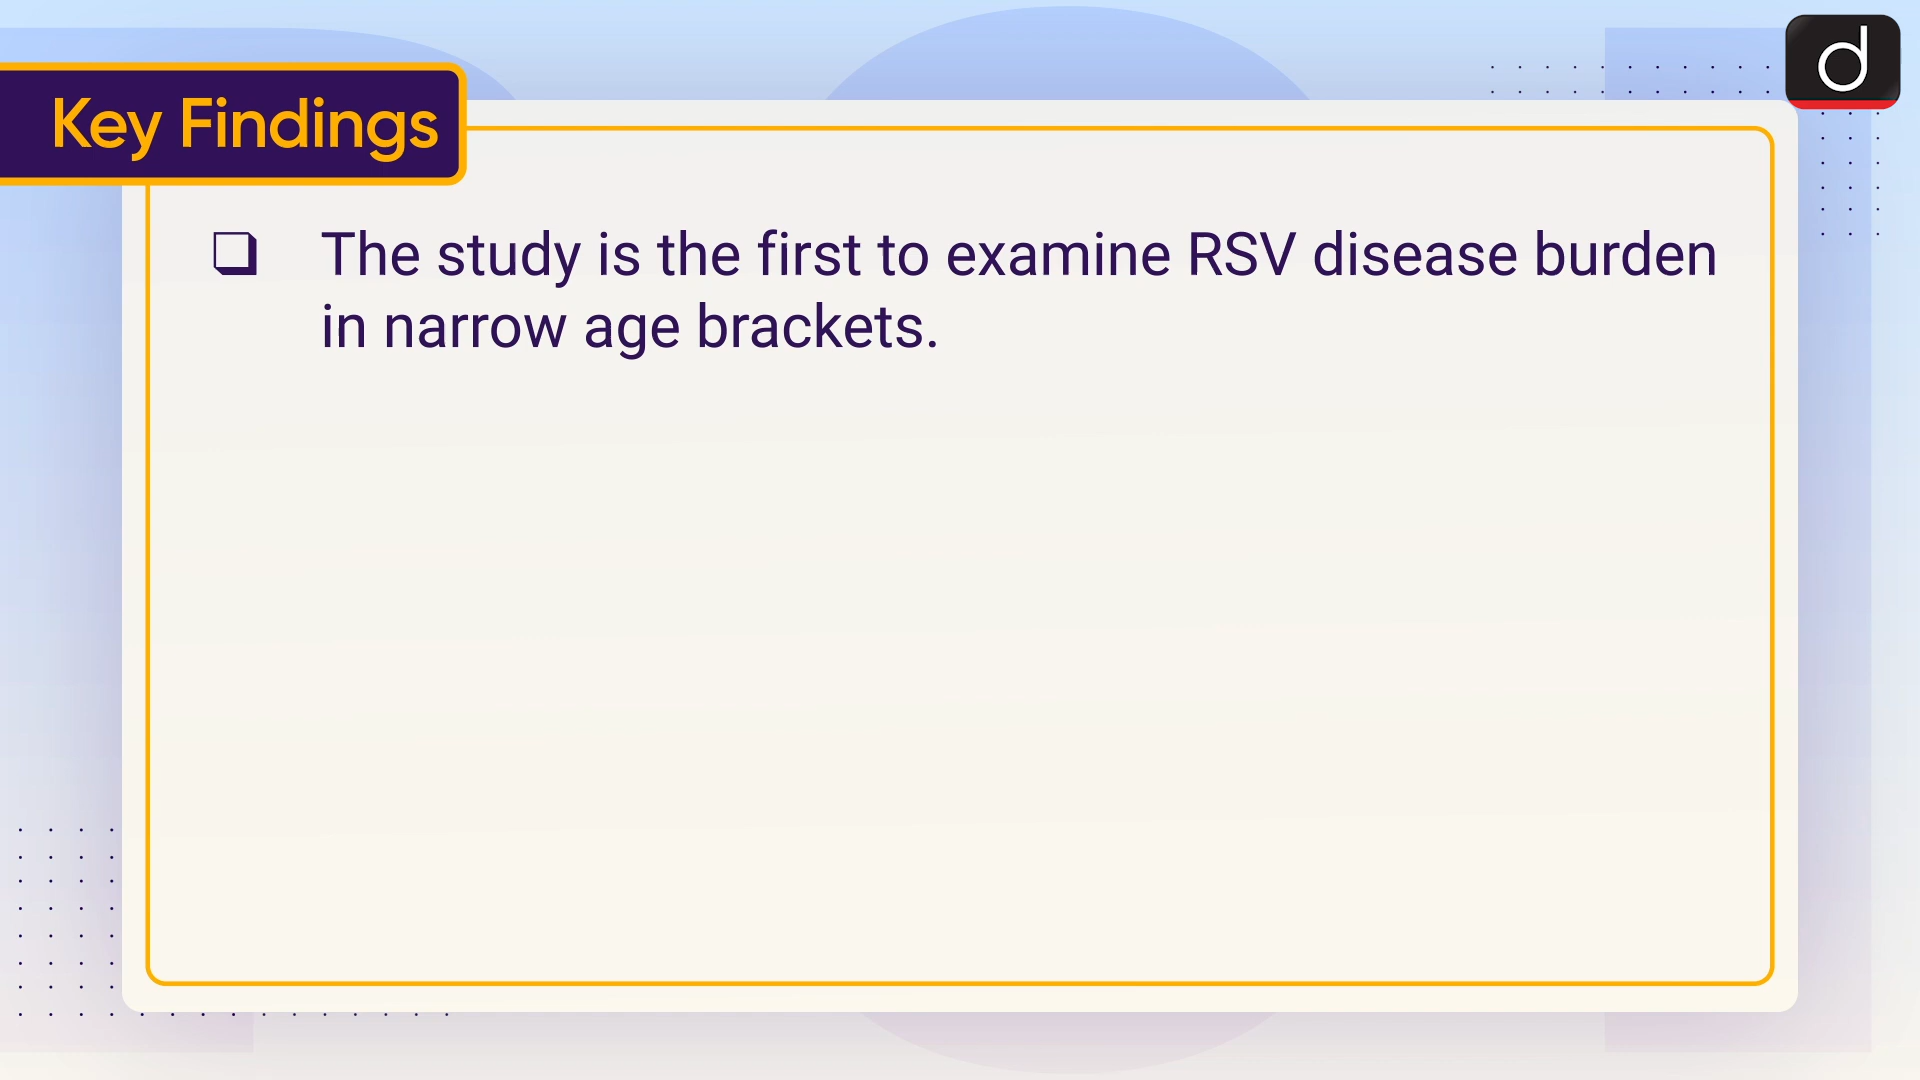 Key Findings
d
❑ The study is the first to examine RSV disease burden
in narrow age brackets.